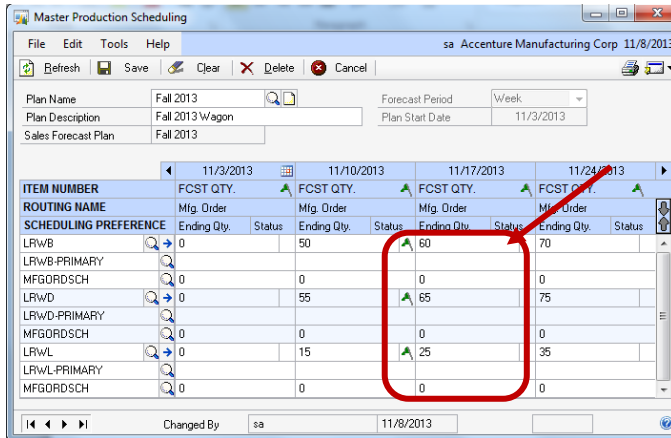 Master Production Scheduling
File Edit Tools Help sa Accenture Manufacturing Corp 11/8/2013
Refresh Save Clear Delete Cancel
Plan Name Fall 2013 Forecast Period Week
Plan Description Fall 2013 Wagon Plan Start Date 11/3/2013
Sales Forecast Plan Fall 2013
11/3/2013 11/10/2013 11/17/2013 11/24/2013
ITEM NUMBER FCST QTY. FCST QTY. FCST QTY. FCST QTY.
ROUTING NAME Mfg. Order Mfg. Order Mfg. Order Mfg. Order
SCHEDULING PREFERENCE Ending Qty. Status Ending Qty. Status Ending Qty. Status Ending Qty. Status
LRWB 0 50 60 70
LRWB-PRIMARY
MFGORDSCH 0 0 0 0
LRWD 0 55 65 75
LRWD-PRIMARY
MFGORDSCH 0 0 0 0
LRWL 0 15 25 35
LRWL-PRIMARY
MFGORDSCH 0 0 0 0
Changed By sa 11/8/2013